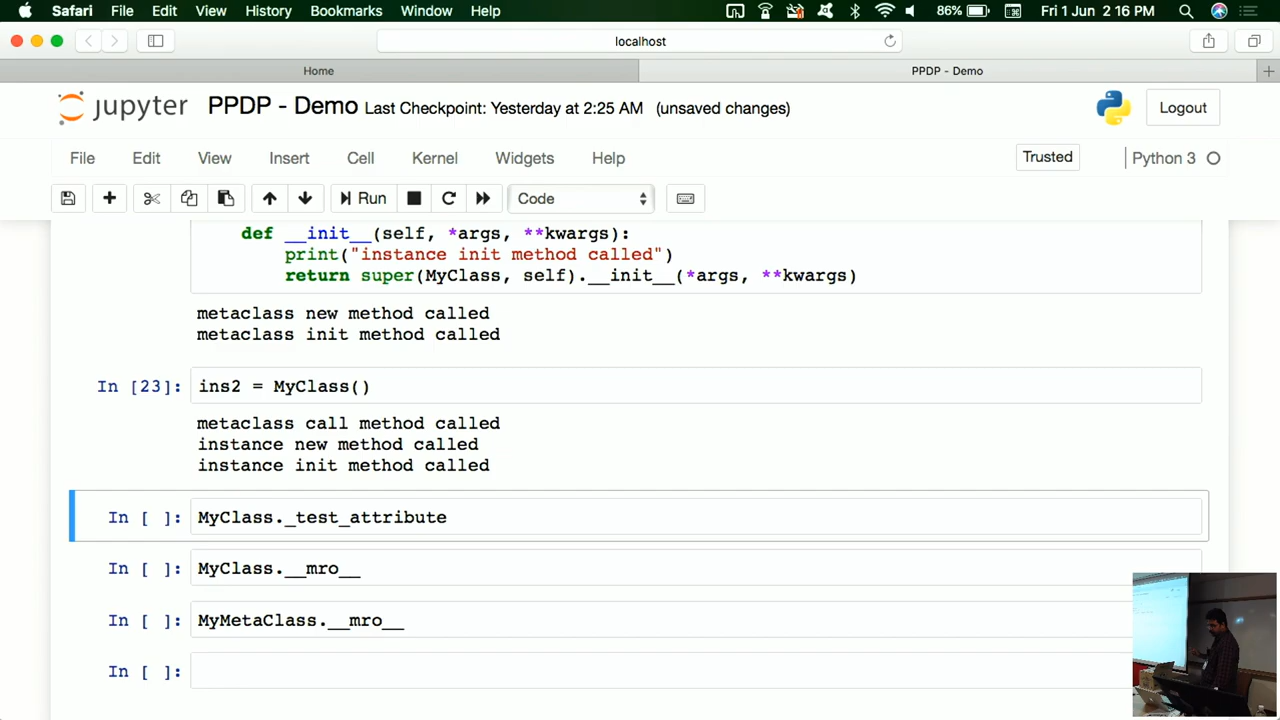 Safari File Edit View History Bookmarks Window Help 86% Fri 1 Jun 2:16 PM
localhost
Home PPDP - Demo
jupyter PPDP - Demo Last Checkpoint: Yesterday at 2:25 AM (unsaved changes) Logout
File Edit View Insert Cell Kernel Widgets Help Trusted Python 3
Run Code
def __init__(self, *args, **kwargs):
print("instance init method called")
return super(MyClass, self).__init__(*args, **kwargs)
metaclass new method called
metaclass init method called
In [23]: ins2 = MyClass()
metaclass call method called
instance new method called
instance init method called
In [ ]: MyClass._test_attribute
In [ ]: MyClass.__mro__
In [ ]: MyMetaClass.__mro__
In [ ]: